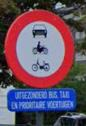 UITGEZONDERD BUS, TAXI
EN PRIORITAIRE VOERTUIGEN